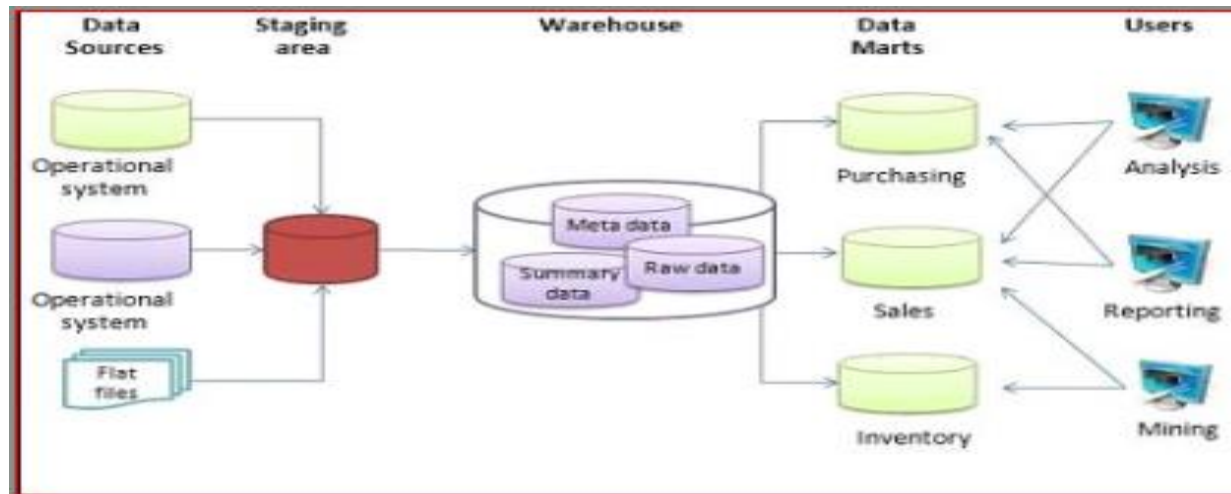 Data
Sources
Staging
area
Warehouse
Data
Marts
Users
Operational
system
Operational
system
Flat
files
Meta data
Summary
data
Raw data
Purchasing
Sales
Inventory
Analysis
Reporting
Mining